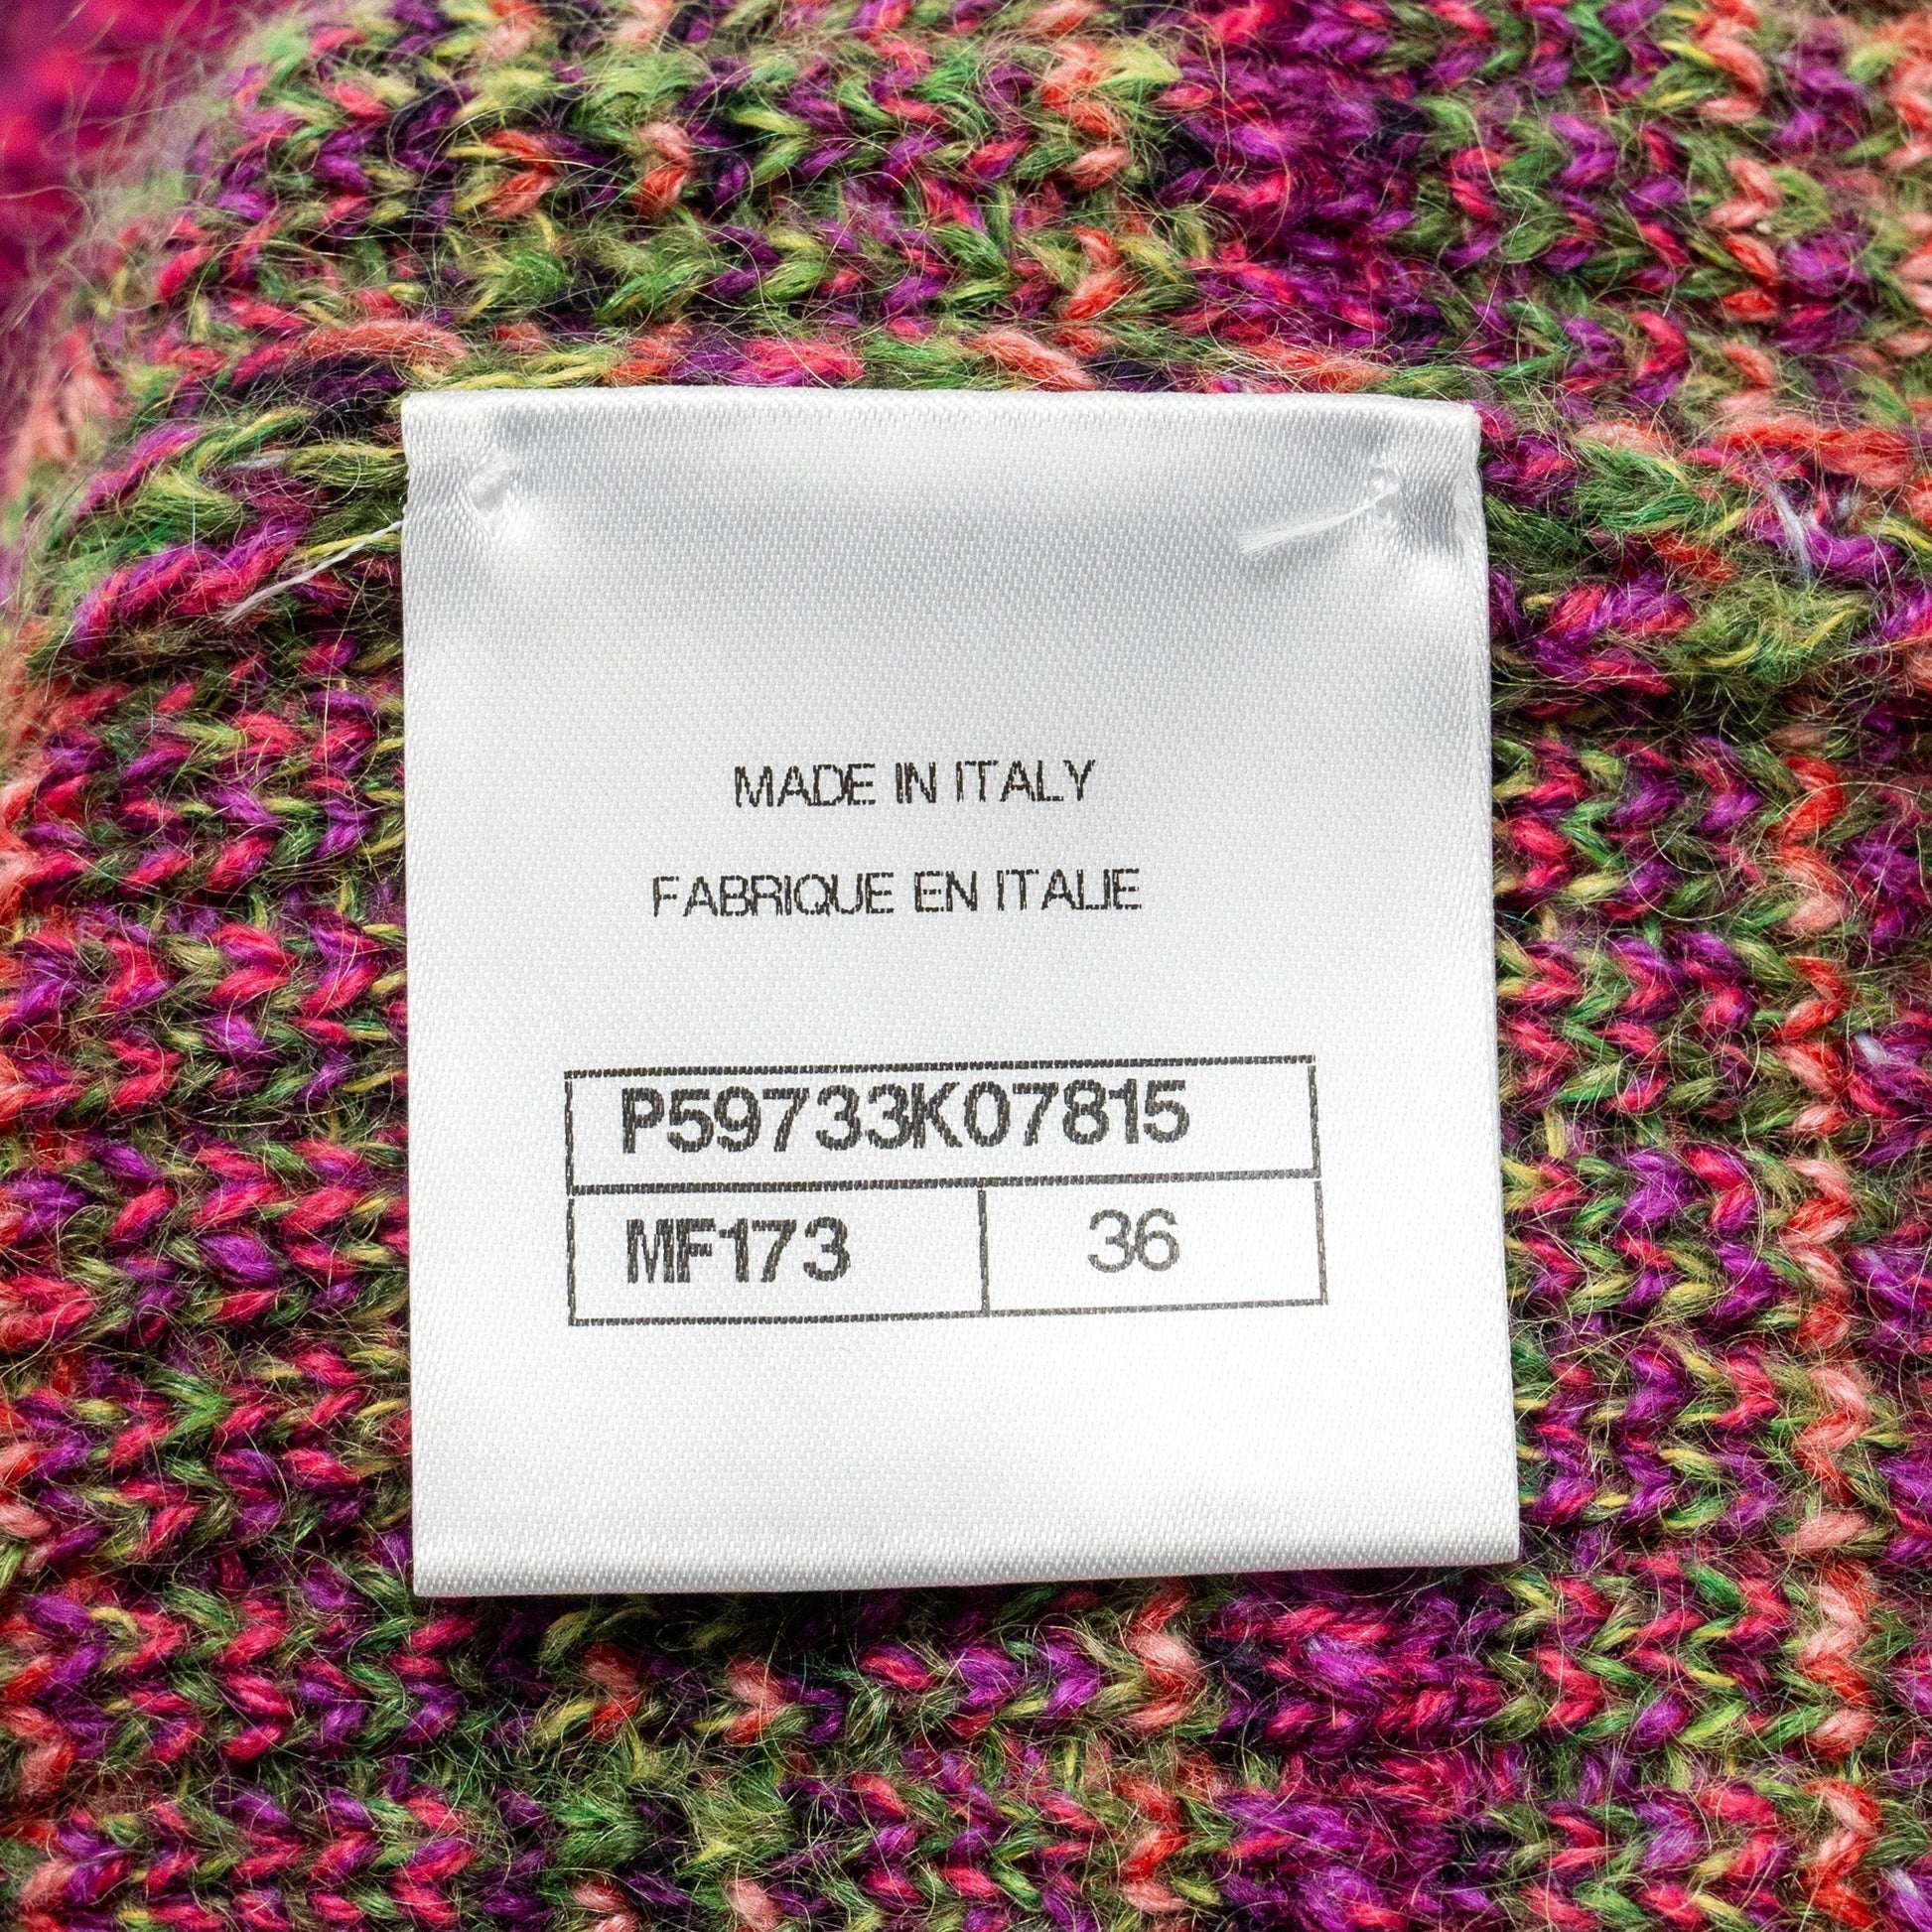 MADE IN ITALY
FABRIQUE EN ITALIE
P59733K07815
MF173 36